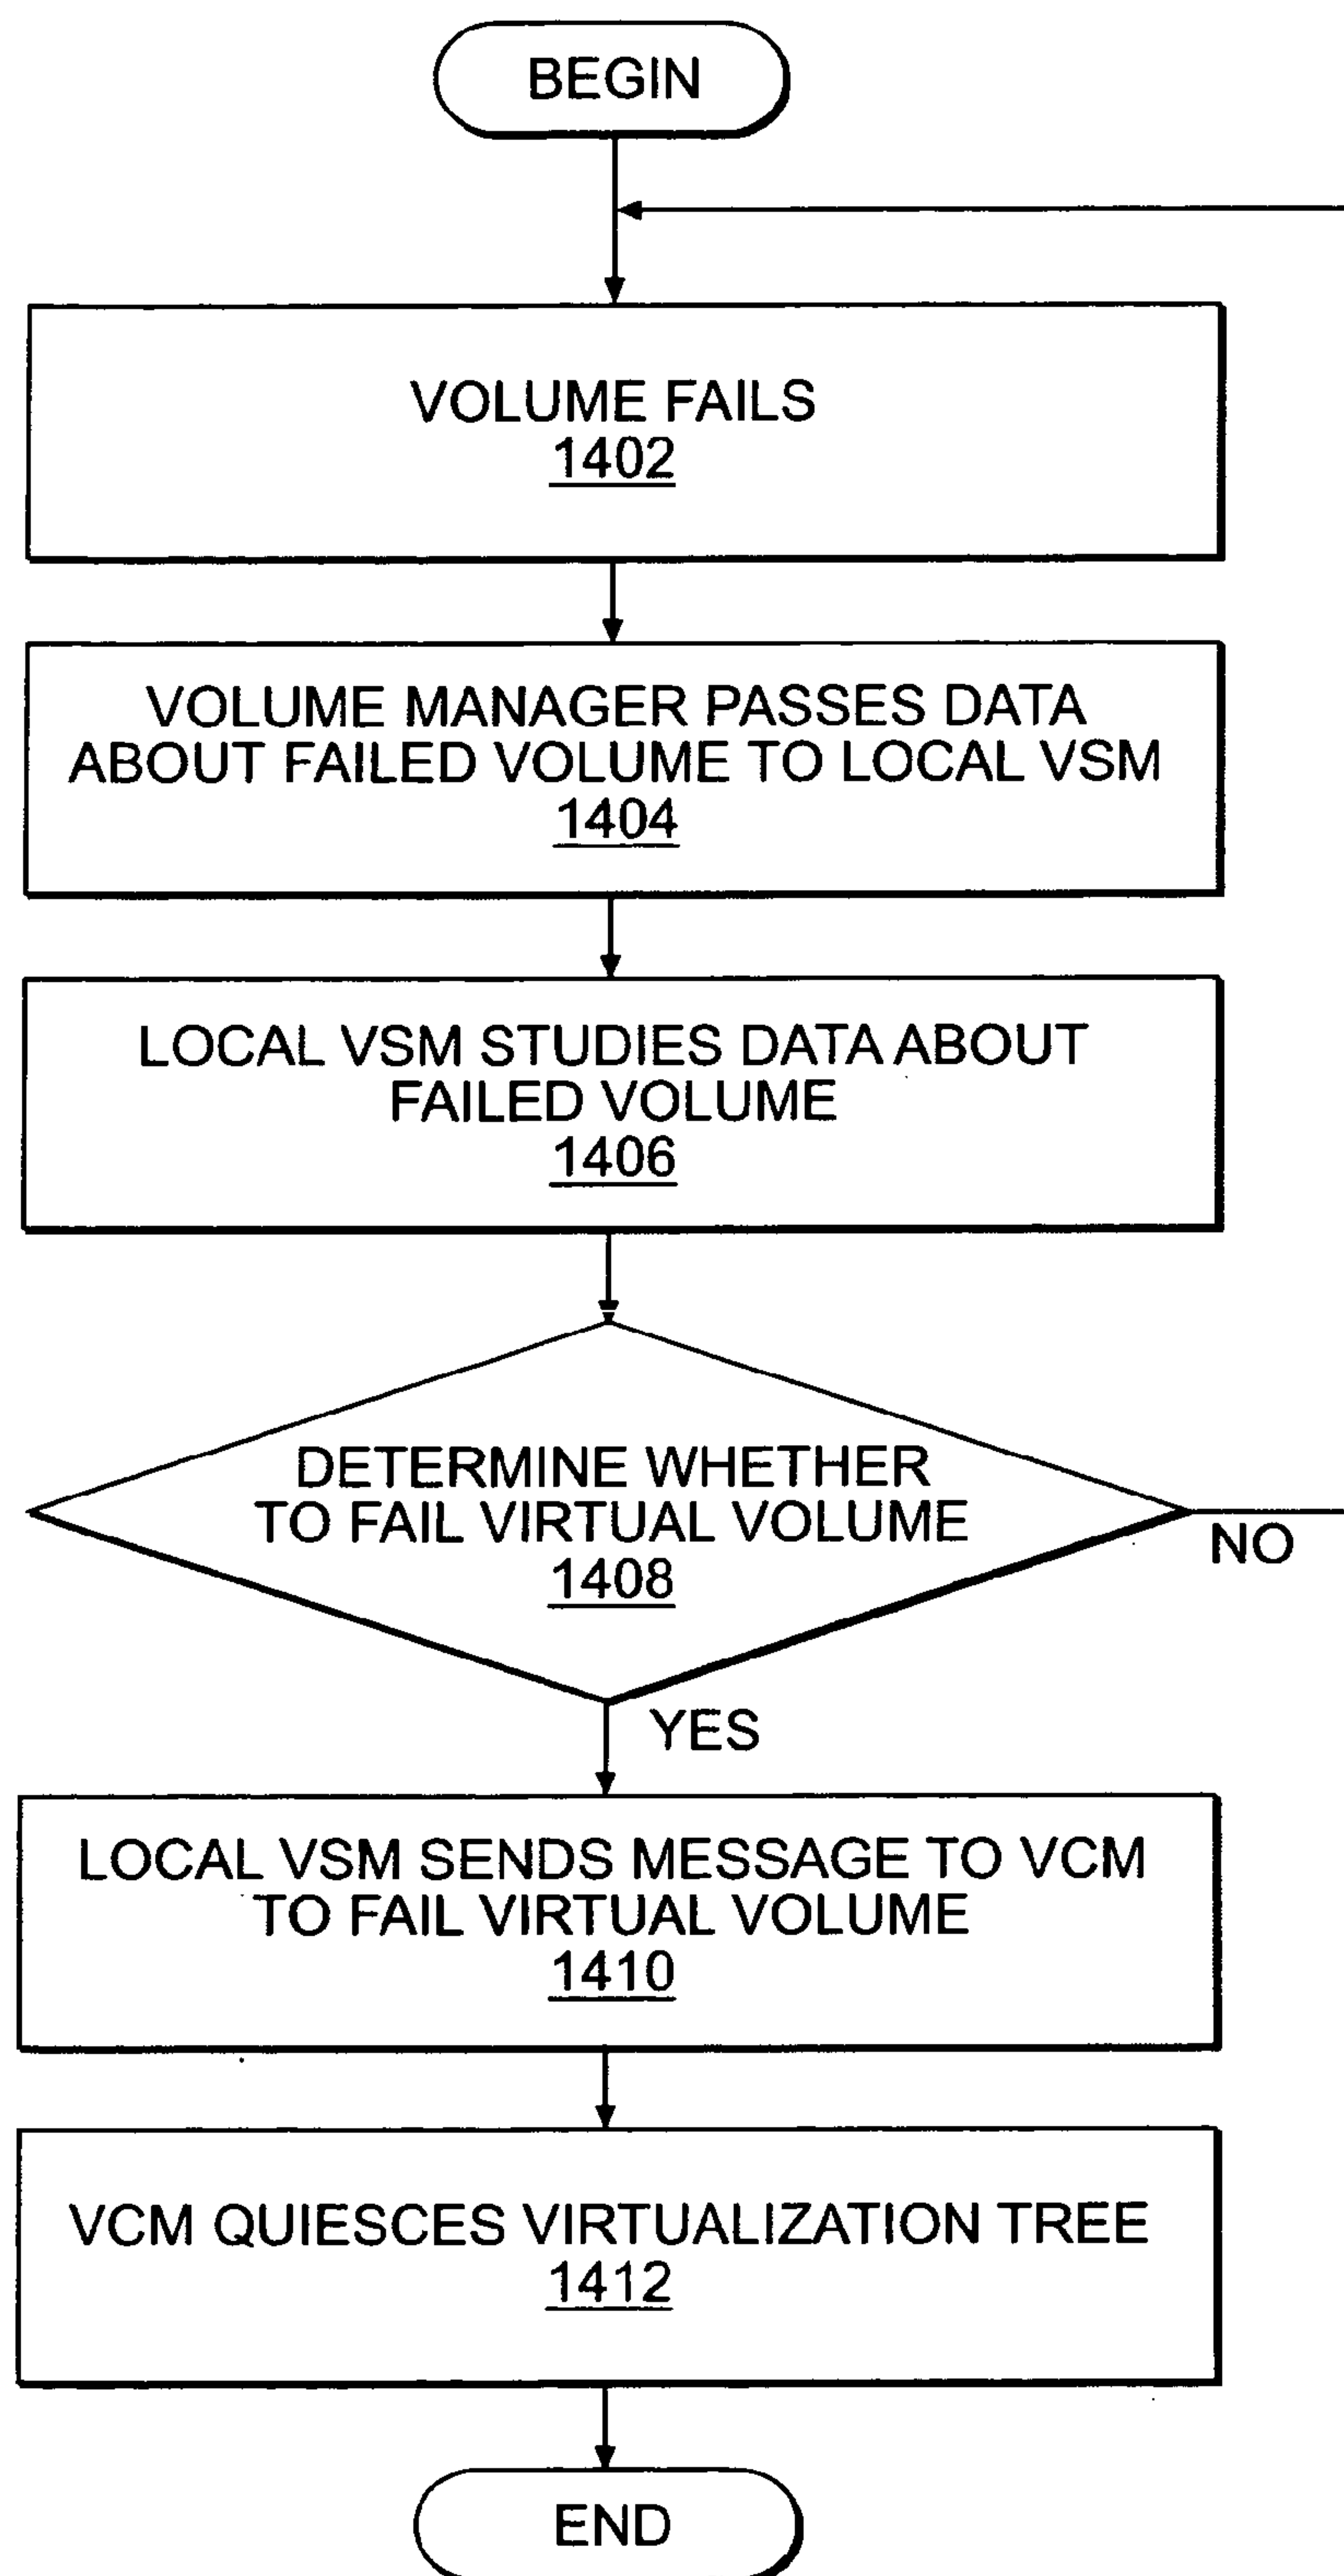 BEGIN
VOLUME FAILS
1402
VOLUME MANAGER PASSES DATA
ABOUT FAILED VOLUME TO LOCAL VSM
1404
LOCAL VSM STUDIES DATA ABOUT
FAILED VOLUME
1406
DETERMINE WHETHER
TO FAIL VIRTUAL VOLUME
1408
NO
YES
LOCAL VSM SENDS MESSAGE TO VCM
TO FAIL VIRTUAL VOLUME
1410
VCM QUIESCES VIRTUALIZATION TREE
1412
END